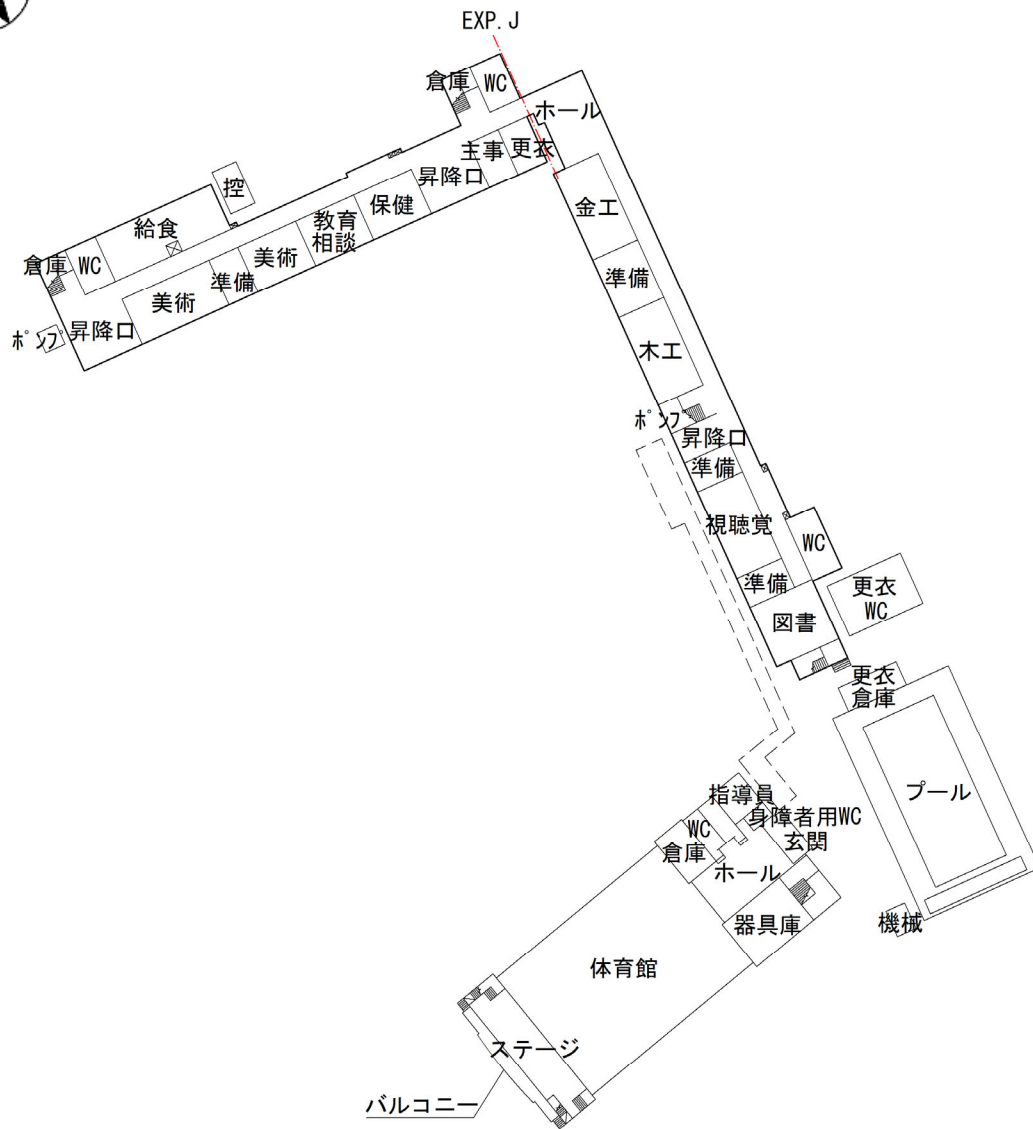 EXP. J
倉庫
WC
ホール
主事
更衣
昇降口
控
保健
金工
教育
相談
給食
美術
準備
倉庫
WC
準備
美術
昇降口
ポンプ
木工
ポンプ
昇降口
準備
視聴覚
WC
準備
更衣
WC
図書
更衣
倉庫
プール
指導員
身障者用WC
WC
玄関
倉庫
ホール
器具庫
機械
体育館
ステージ
バルコニー